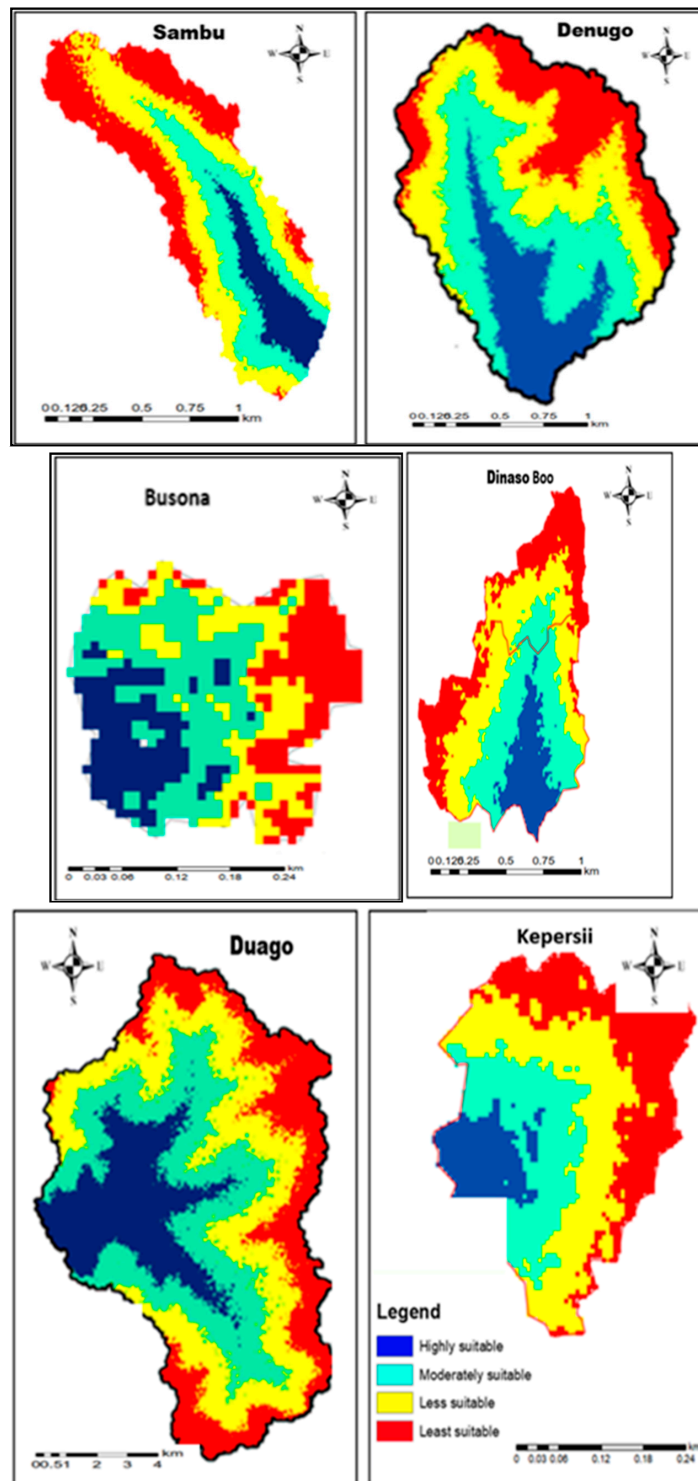 Sambu
N
W E
S
0 0.125 0.25 0.5 0.75 1
km
Denugo
N
W E
S
0 0.125 0.25 0.5 0.75 1
km
Busona
N
W E
S
km
0 0.03 0.06 0.12 0.18 0.24
Dinaso Boo
N
W E
S
0 0.125 0.25 0.5 0.75 1
km
Duago
N
W E
S
0 0.5 1 2 3 4
km
Kepersii
N
W E
S
Legend
Highly suitable
Moderately suitable
Less suitable
Least suitable
km
0 0.03 0.06 0.12 0.18 0.24